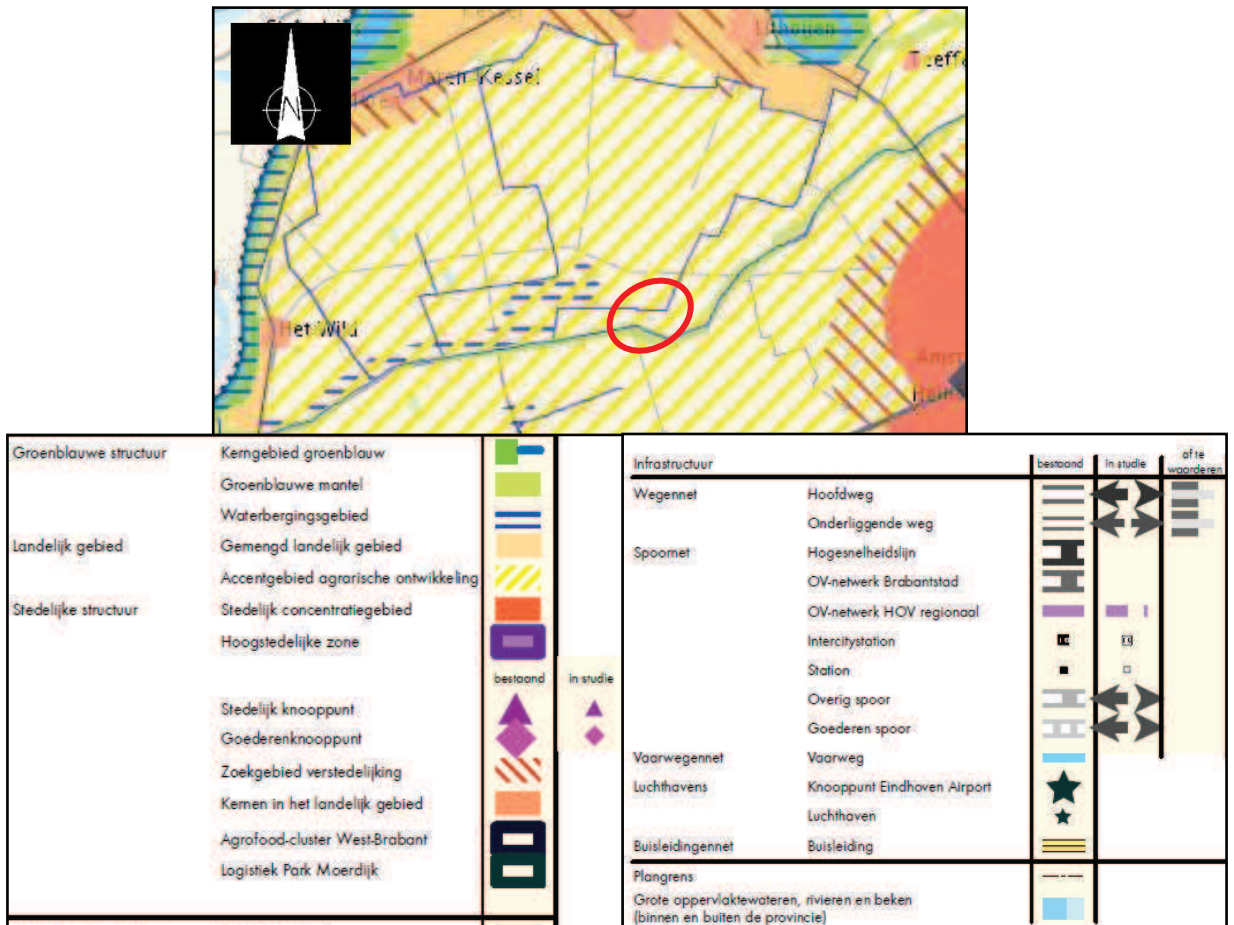 N
Maren-Kessel
Het Wild
Groenblauwe structuur Kerngebied groenblauw
Groenblauwe mantel
Waterbergingsgebied
Landelijk gebied Gemengd landelijk gebied
Accentgebied agrarische ontwikkeling
Stedelijke structuur Stedelijk concentratiegebied
Hoogstedelijke zone
bestaand in studie
Stedelijk knooppunt
Goederenknooppunt
Zoekgebied verstedelijking
Kernen in het landelijk gebied
Agrofood-cluster West-Brabant
Logistiek Park Moerdijk
Infrastructuur bestaand in studie af te waarderen
Wegennet Hoofdweg
Onderliggende weg
Spoornet Hogesnelheidslijn
OV-netwerk Brabantstad
OV-netwerk HOV regionaal
Intercitystation
Station
Overig spoor
Goederen spoor
Vaarwegennet Vaarweg
Luchthavens Knooppunt Eindhoven Airport
Luchthaven
Buisleidingennet Buisleiding
Plangrens
Grote oppervlaktewateren, rivieren en beken
(binnen en buiten de provincie)